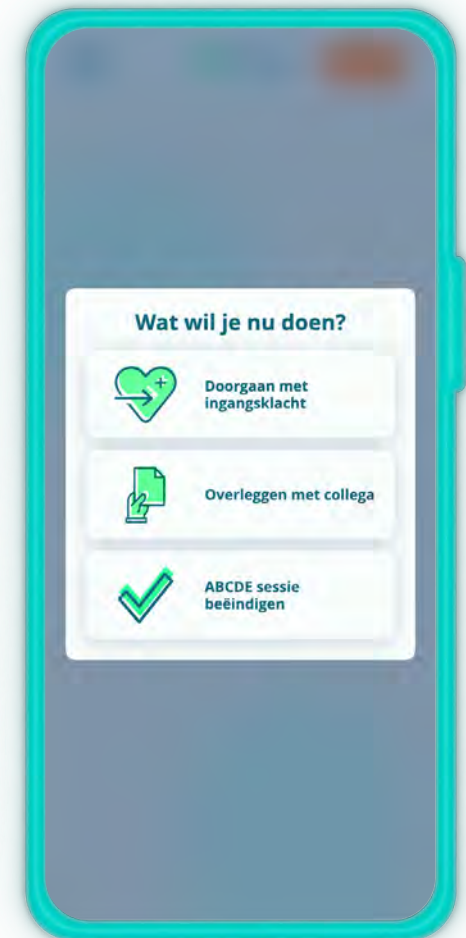 Wat wil je nu doen?
Doorgaan met
ingangsklacht
Overleggen met collega
ABCDE sessie
beëindigen